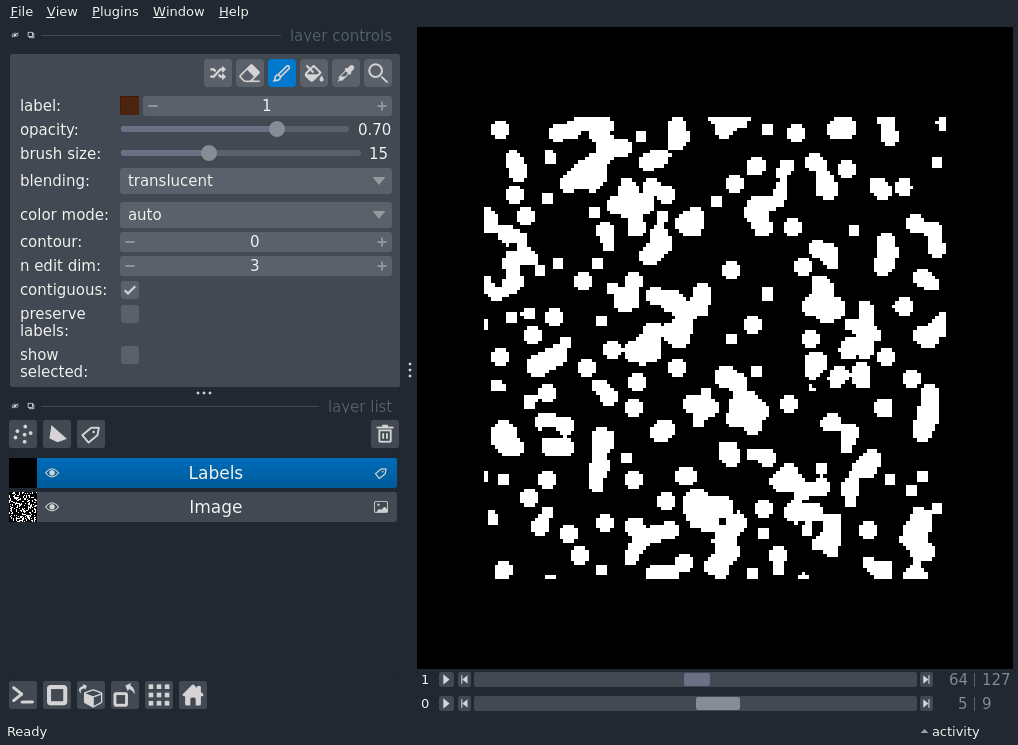 File View Plugins Window Help
layer controls
label: 1
opacity: 0.70
brush size: 15
blending: translucent
color mode: auto
contour: 0
n edit dim: 3
contiguous:
preserve
labels:
show
selected:
layer list
Labels
Image
1 64 | 127
0 5 | 9
Ready activity